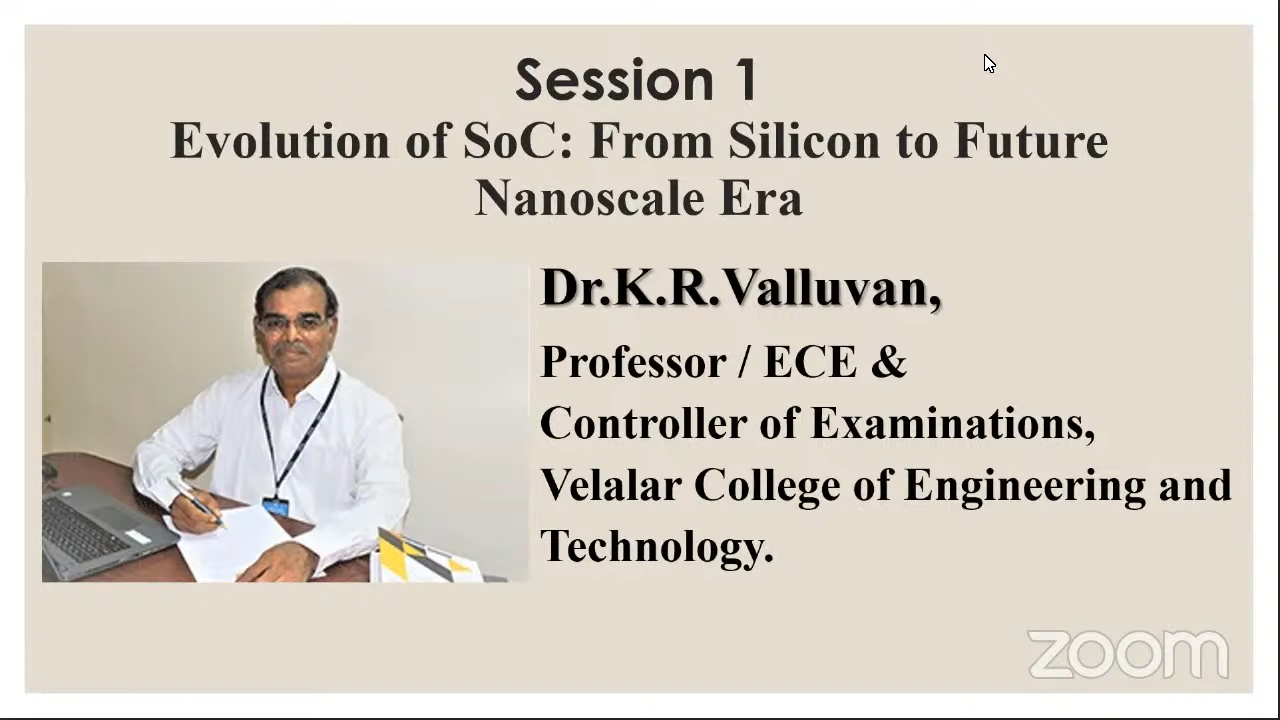 Session 1
Evolution of SoC: From Silicon to Future
Nanoscale Era
Dr.K.R.Valluvan,
Professor / ECE &
Controller of Examinations,
Velalar College of Engineering and
Technology.
zoom